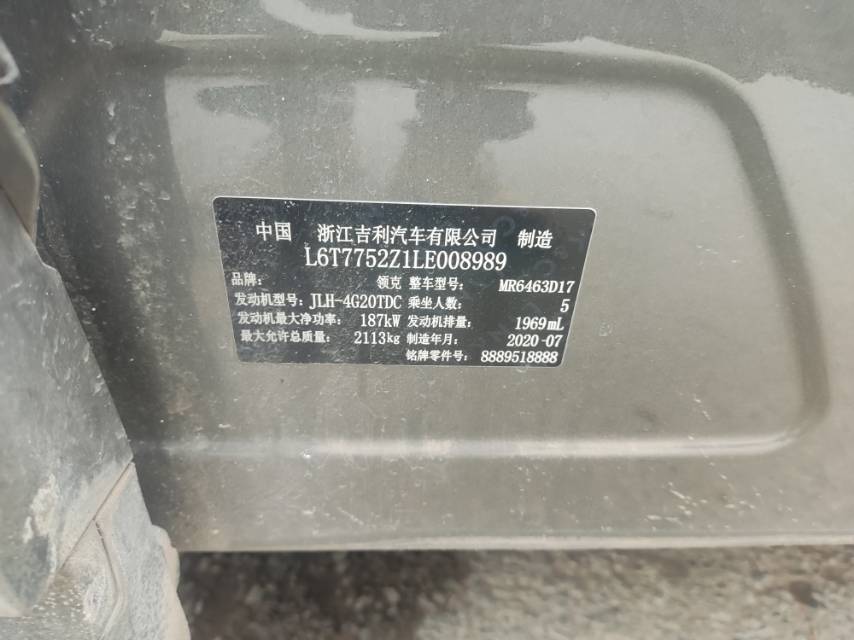 中国 浙江吉利汽车有限公司 制造
L6T7752Z1LE008989
品牌: 领克 整车型号: MR6463D17
发动机型号: JLH-4G20TDC 乘坐人数: 5
发动机最大净功率: 187kW 发动机排量: 1969mL
最大允许总质量: 2113kg 制造年月: 2020-07
铭牌零件号: 8889518888